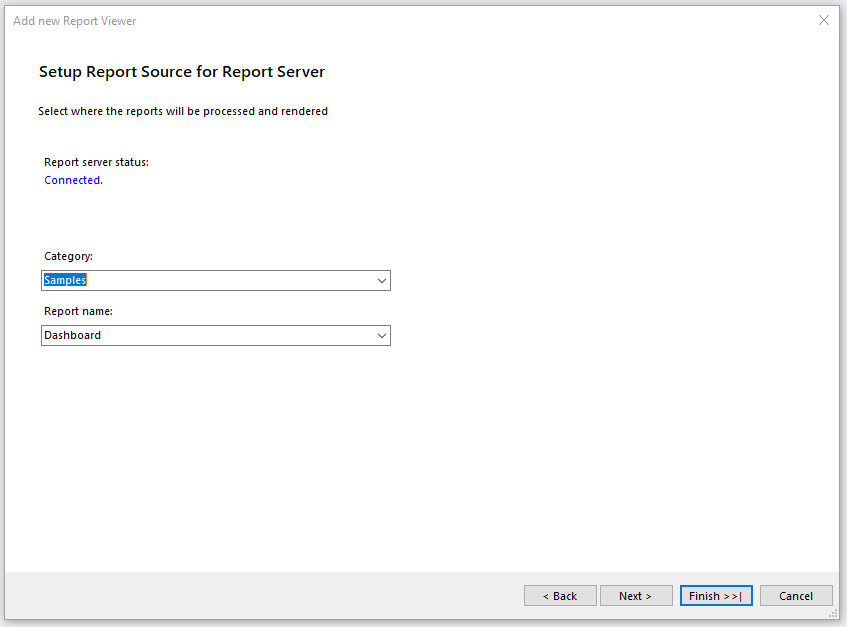 Add new Report Viewer
Setup Report Source for Report Server
Select where the reports will be processed and rendered
Report server status:
Connected.
Category:
Samples
Report name:
Dashboard
< Back
Next >
Finish >>|
Cancel